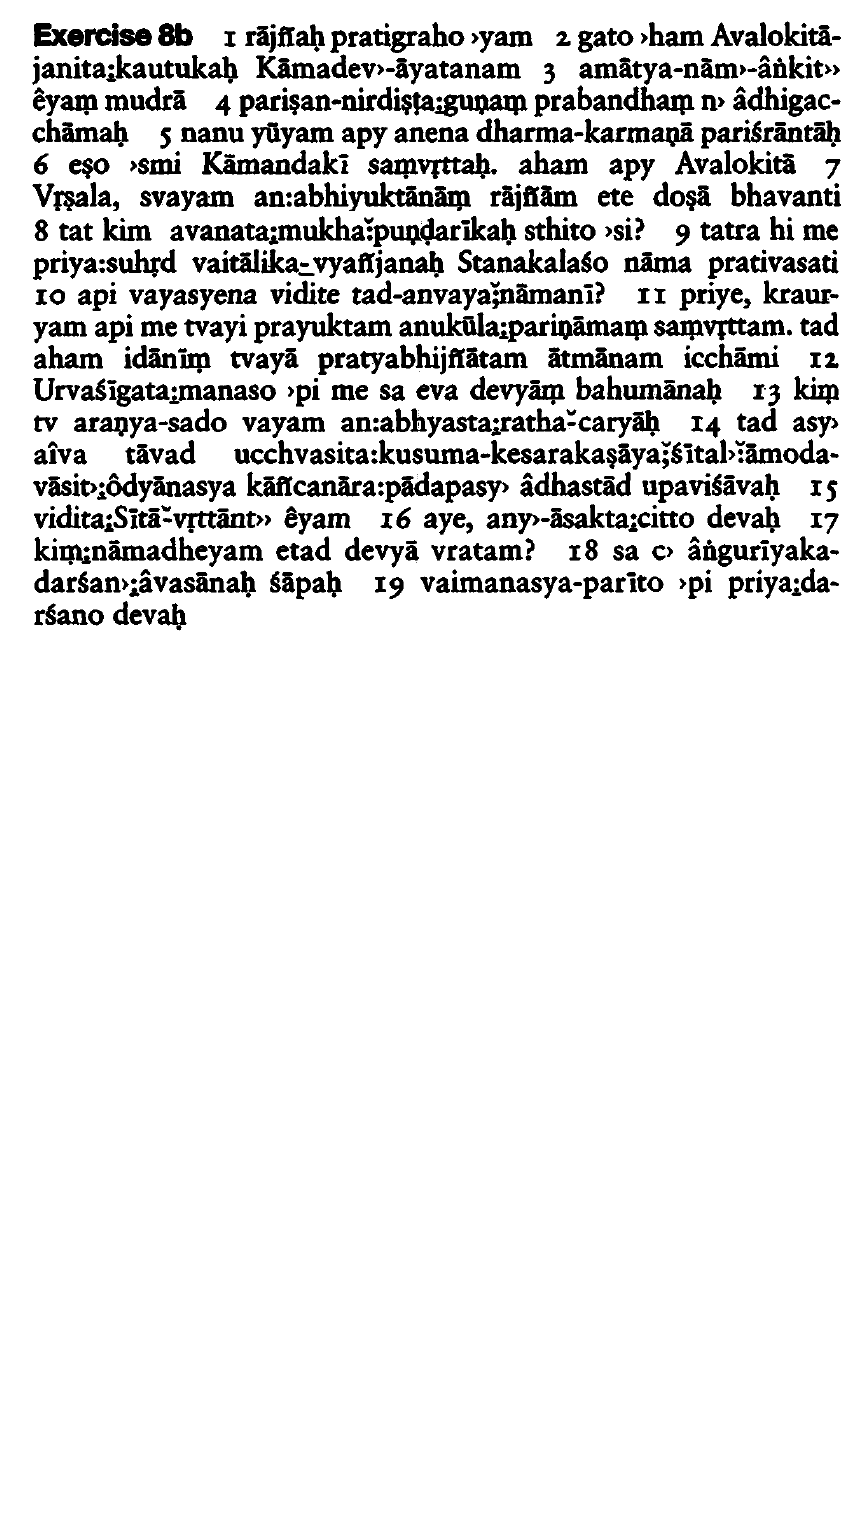 Exercise 8b 1 rājñaḥ pratigraho ›yam 2 gato ›ham Avalokitā-
janita¡kautukaḥ Kāmadev›-āyatanam 3 amātya-nām›-âṅkit››
êyaṃ mudrā 4 pariṣan-nirdiṣṭa¡guṇaṃ prabandhaṃ n› âdhigac-
chāmaḥ 5 nanu yūyam apy anena dharma-karmaṇā pariśrāntāḥ
6 eṣo ›smi Kāmandakī saṃvṛttaḥ. aham apy Avalokitā 7
Vṛṣala, svayam an:abhiyuktānāṃ rājñām ete doṣā bhavanti
8 tat kim avanata¡mukha˘:puṇḍarīkaḥ sthito ›si? 9 tatra hi me
priya:suhṛd vaitālika¡-vyañjanaḥ Stanakalaśo nāma prativasati
10 api vayasyena vidite tad-anvaya˘¡nāmanī? 11 priye, kraur-
yam api me tvayi prayuktam anukūla¡pariṇāmaṃ saṃvṛttam. tad
aham idānīṃ tvayā pratyabhijñātam ātmānam icchāmi 12
Urvaśīgata¡manaso ›pi me sa eva devyāṃ bahumānaḥ 13 kiṃ
tv araṇya-sado vayam an:abhyasta¡ratha˘-caryāḥ 14 tad asy›
aîva tāvad ucchvasita:kusuma-kesarakaṣāya˘¡śītal›˘:āmoda-
vāsit›¡ôdyānasya kāñcanāra:pādapasy› âdhastād upaviśāvaḥ 15
vidita¡Sītā˘-vṛttānt›› êyam 16 aye, any›-āsakta¡citto devaḥ 17
kiṃ¡nāmadheyam etad devyā vratam? 18 sa c› âṅgurīyaka-
darśan›¡âvasānaḥ śāpaḥ 19 vaimanasya-parīto ›pi priya¡da-
rśano devaḥ